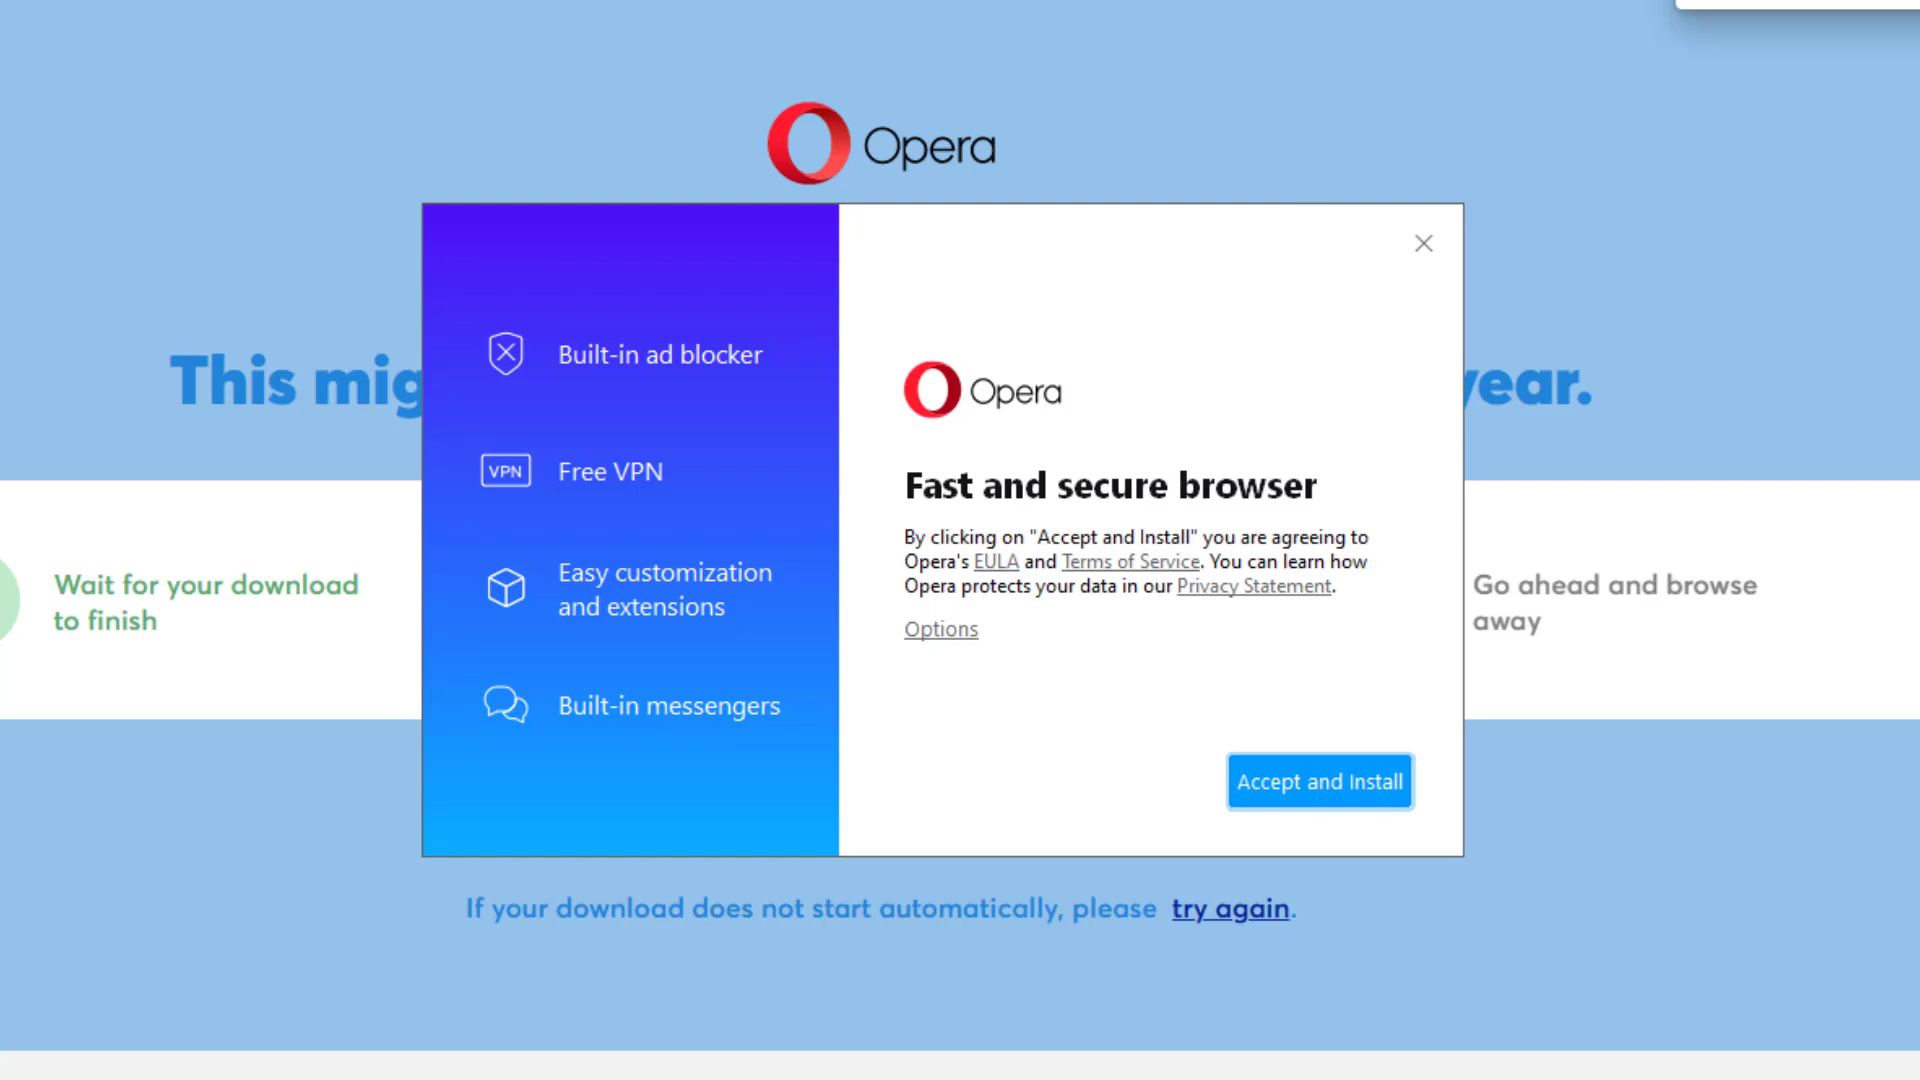 Opera
This mig
year.
Built-in ad blocker
VPN
Free VPN
Easy customization
and extensions
Built-in messengers
Opera
Fast and secure browser
By clicking on "Accept and Install" you are agreeing to
Opera's EULA and Terms of Service. You can learn how
Opera protects your data in our Privacy Statement.
Options
Accept and Install
Wait for your download
to finish
Go ahead and browse
away
If your download does not start automatically, please try again.